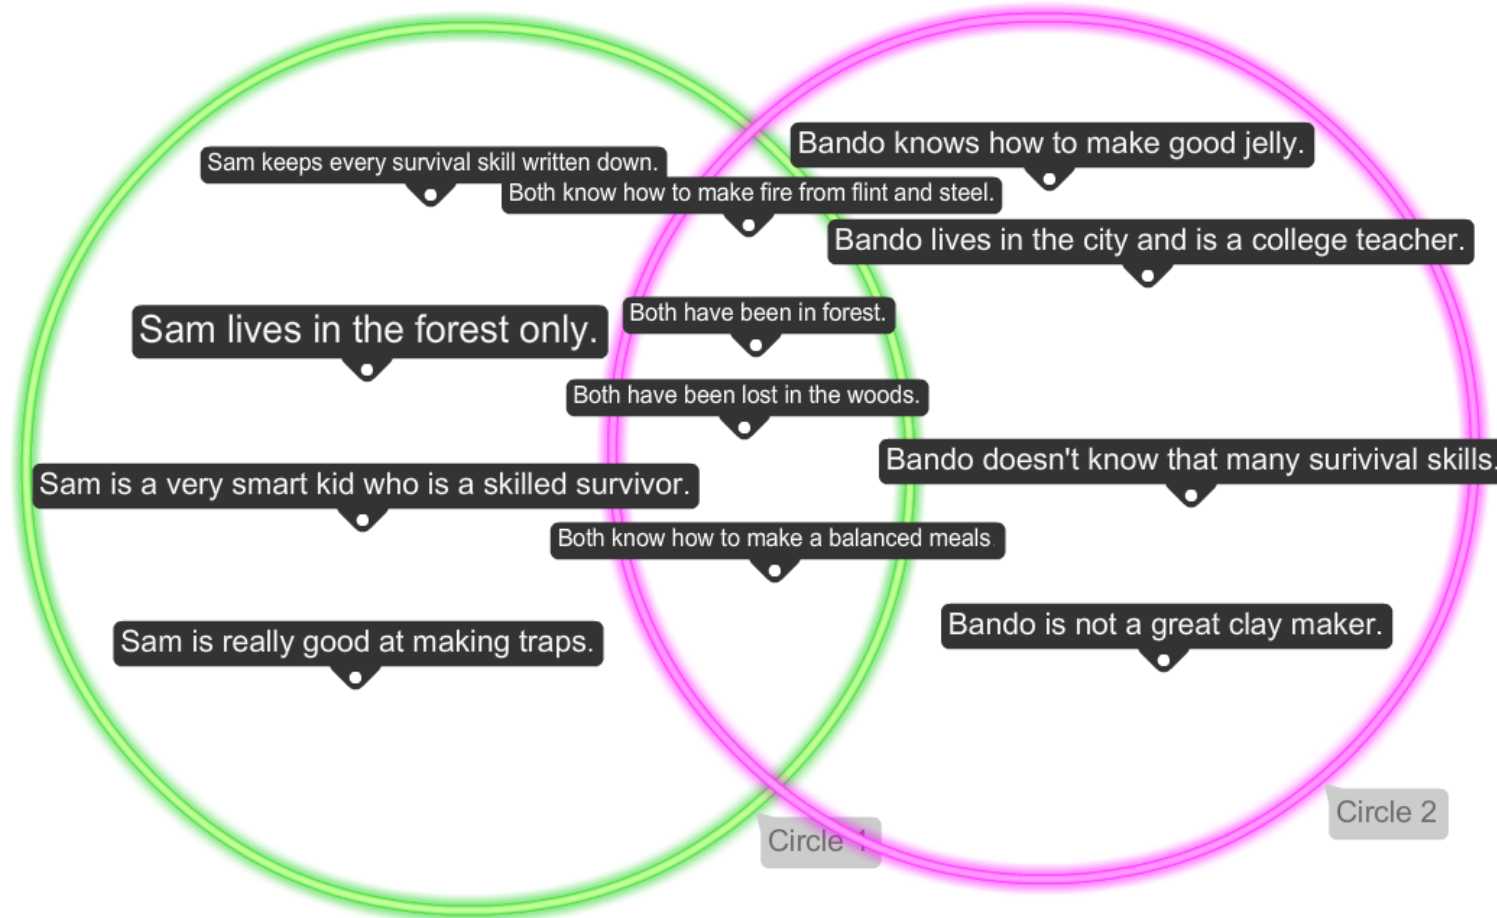 Bando knows how to make good jelly.
Sam keeps every survival skill written down.
Both know how to make fire from flint and steel.
Bando lives in the city and is a college teacher.
Both have been in forest.
Sam lives in the forest only.
Both have been lost in the woods.
Bando doesn't know that many surivival skills.
Sam is a very smart kid who is a skilled survivor.
Both know how to make a balanced meals
Bando is not a great clay maker.
Sam is really good at making traps.
Circle 2
Circle 1